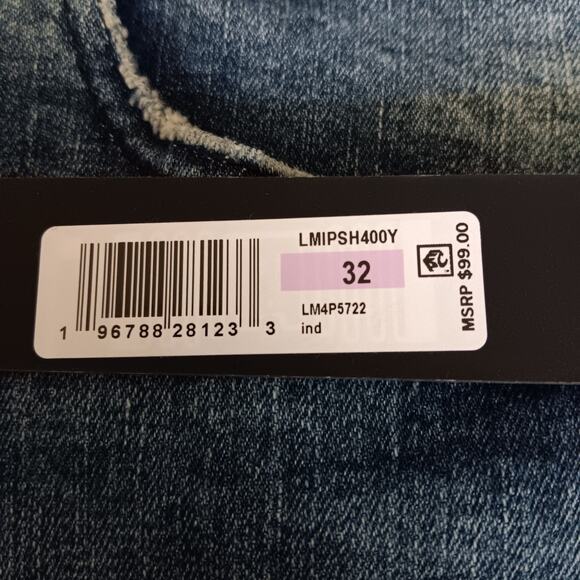 LMIPSH400Y
32
LM4P5722
ind
1 96788 28123 3
MSRP $99.00